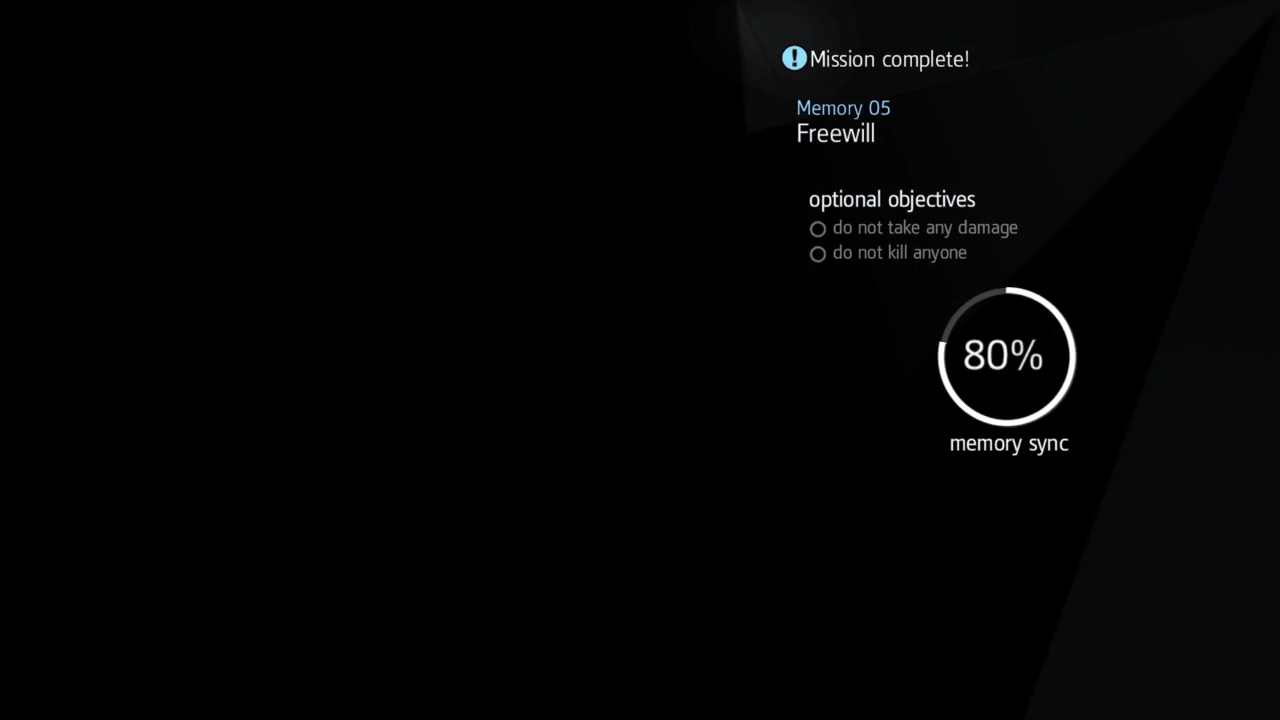 Mission complete!
Memory 05
Freewill
optional objectives
do not take any damage
do not kill anyone
80%
memory sync